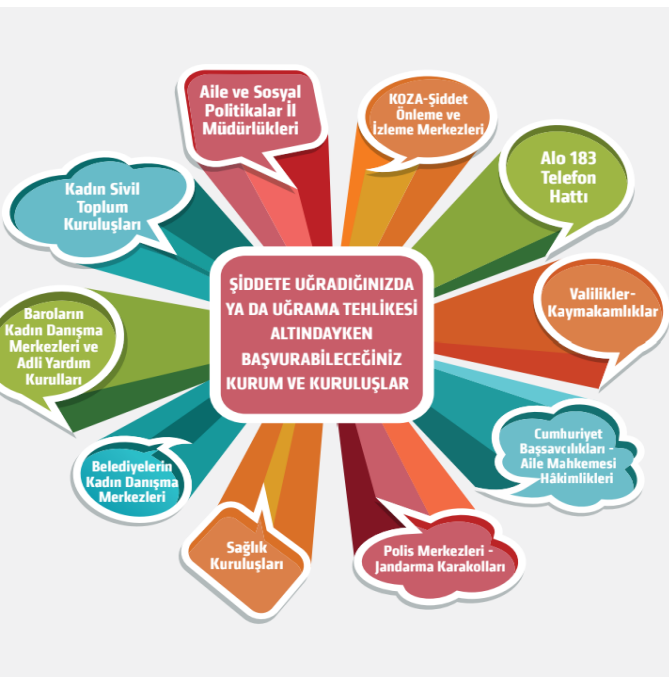 ŞİDDETE UĞRADIĞINIZDA
YA DA UĞRAMA TEHLİKESİ
ALTINDAYKEN
BAŞVURABİLECEĞİNİZ
KURUM VE KURULUŞLAR
Aile ve Sosyal
Politikalar İl
Müdürlükleri
KOZA-Şiddet
Önleme ve
İzleme Merkezleri
Alo 183
Telefon
Hattı
Valilikler-
Kaymakamlıklar
Cumhuriyet
Başsavcılıkları -
Aile Mahkemesi
Hâkimlikleri
Polis Merkezleri -
Jandarma Karakolları
Sağlık
Kuruluşları
Belediyelerin
Kadın Danışma
Merkezleri
Baroların
Kadın Danışma
Merkezleri ve
Adli Yardım
Kurulları
Kadın Sivil
Toplum
Kuruluşları